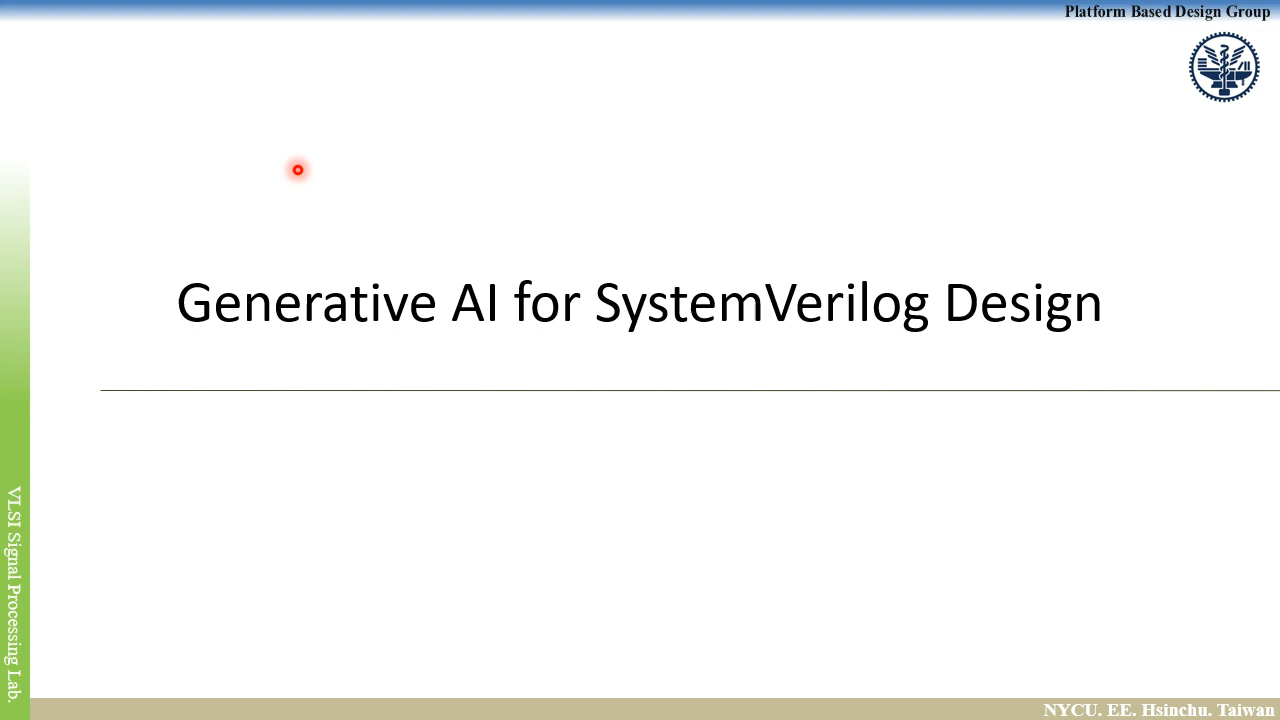 Platform Based Design Group
Generative AI for SystemVerilog Design
VLSI Signal Processing Lab.
NYCU. EE. Hsinchu. Taiwan